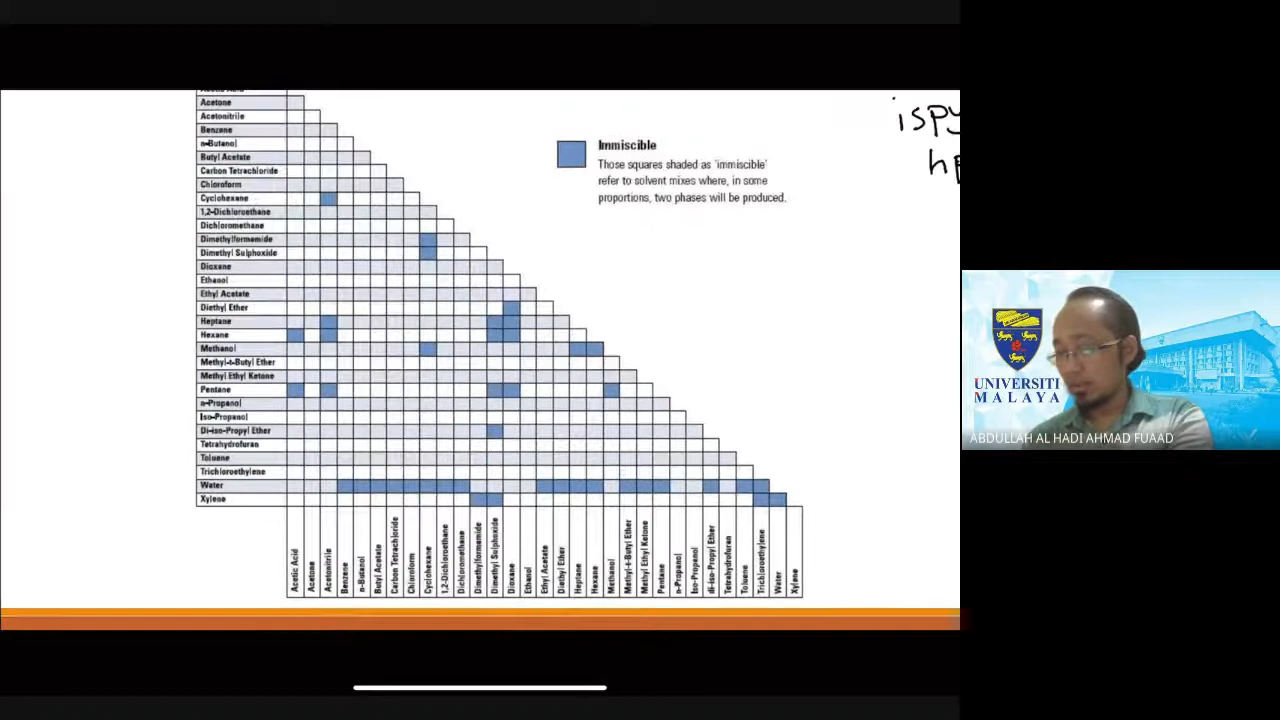 Acetone
Acetonitrile
Benzene
n-Butanol
Butyl Acetate
Carbon Tetrachloride
Chloroform
Cyclohexane
1,2-Dichloroethane
Dichloromethane
Dimethylformamide
Dimethyl Sulphoxide
Dioxane
Ethanol
Ethyl Acetate
Diethyl Ether
Heptane
Hexane
Methanol
Methyl-t-Butyl Ether
Methyl Ethyl Ketone
Pentane
n-Propanol
Iso-Propanol
Di-iso-Propyl Ether
Tetrahydrofuran
Toluene
Trichloroethylene
Water
Xylene
Acetic Acid
Acetone
Acetonitrile
Benzene
n-Butanol
Butyl Acetate
Carbon Tetrachloride
Chloroform
Cyclohexane
1,2-Dichloroethane
Dichloromethane
Dimethylformamide
Dimethyl Sulphoxide
Dioxane
Ethanol
Ethyl Acetate
Diethyl Ether
Heptane
Hexane
Methanol
Methyl-t-Butyl Ether
Methyl Ethyl Ketone
Pentane
n-Propanol
Iso-Propanol
di-iso-Propyl Ether
Tetrahydrofuran
Toluene
Trichloroethylene
Water
Xylene
Immiscible
Those squares shaded as 'immiscible'
refer to solvent mixes where, in some
proportions, two phases will be produced.
UNIVERSITI
MALAYA
ABDULLAH AL HADI AHMAD FUAAD